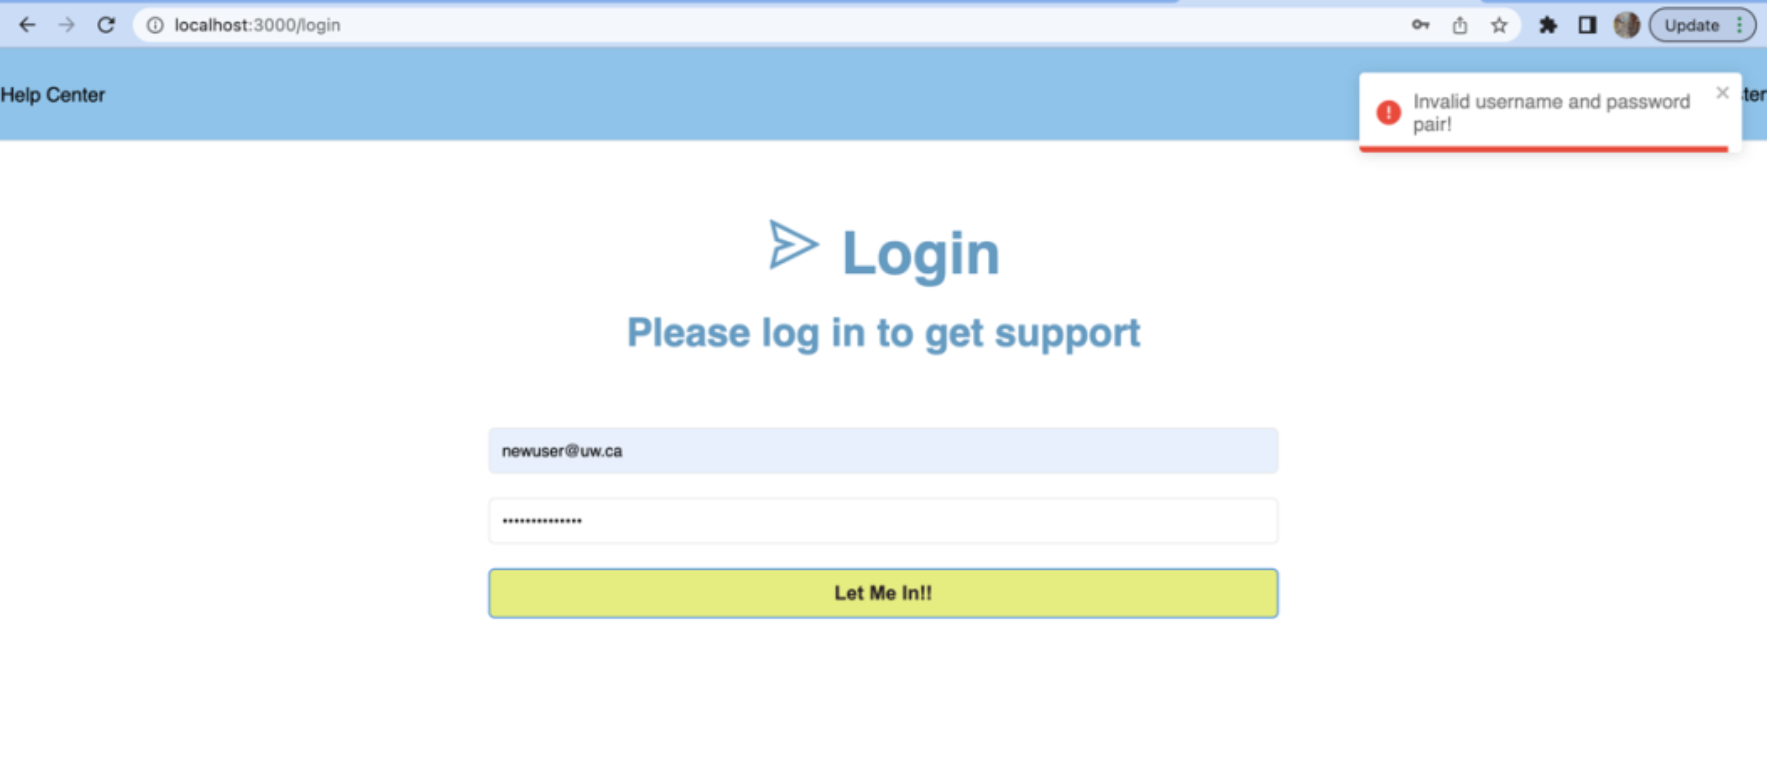 localhost:3000/login
Update
Help Center
Invalid username and password
pair!
Login
Please log in to get support
newuser@uw.ca
••••••••••••••
Let Me In!!